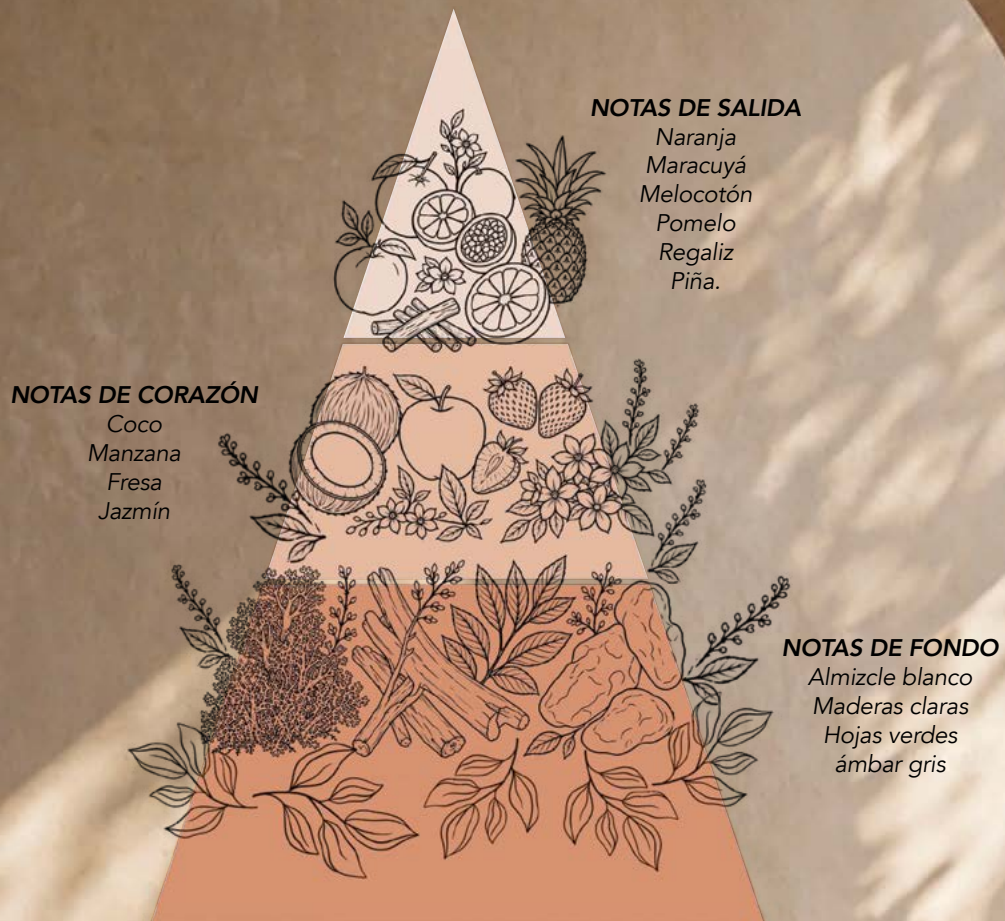 NOTAS DE SALIDA
Naranja
Maracuyá
Melocotón
Pomelo
Regaliz
Piña.
NOTAS DE CORAZÓN
Coco
Manzana
Fresa
Jazmín
NOTAS DE FONDO
Almizcle blanco
Maderas claras
Hojas verdes
ámbar gris